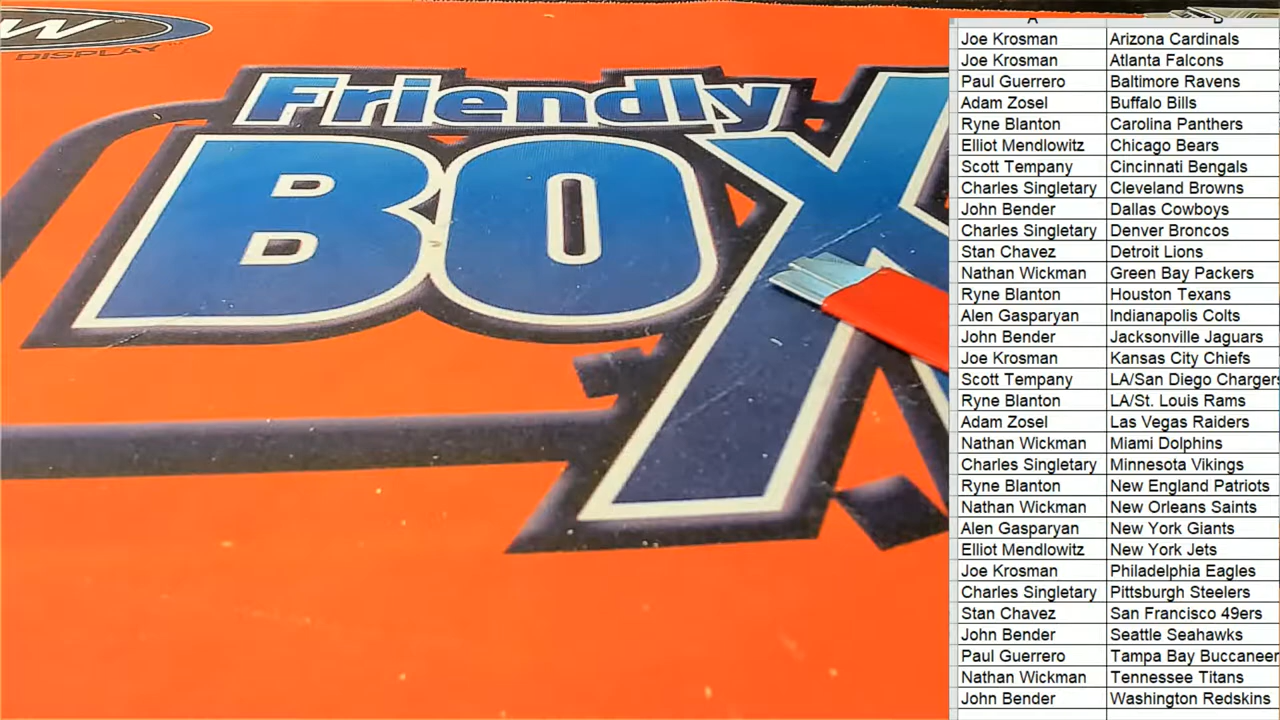 W
DISPLAY™
Friendly
BOX
A B
Joe Krosman Arizona Cardinals
Joe Krosman Atlanta Falcons
Paul Guerrero Baltimore Ravens
Adam Zosel Buffalo Bills
Ryne Blanton Carolina Panthers
Elliot Mendlowitz Chicago Bears
Scott Tempany Cincinnati Bengals
Charles Singletary Cleveland Browns
John Bender Dallas Cowboys
Charles Singletary Denver Broncos
Stan Chavez Detroit Lions
Nathan Wickman Green Bay Packers
Ryne Blanton Houston Texans
Alen Gasparyan Indianapolis Colts
John Bender Jacksonville Jaguars
Joe Krosman Kansas City Chiefs
Scott Tempany LA/San Diego Chargers
Ryne Blanton LA/St. Louis Rams
Adam Zosel Las Vegas Raiders
Nathan Wickman Miami Dolphins
Charles Singletary Minnesota Vikings
Ryne Blanton New England Patriots
Nathan Wickman New Orleans Saints
Alen Gasparyan New York Giants
Elliot Mendlowitz New York Jets
Joe Krosman Philadelphia Eagles
Charles Singletary Pittsburgh Steelers
Stan Chavez San Francisco 49ers
John Bender Seattle Seahawks
Paul Guerrero Tampa Bay Buccaneer
Nathan Wickman Tennessee Titans
John Bender Washington Redskins